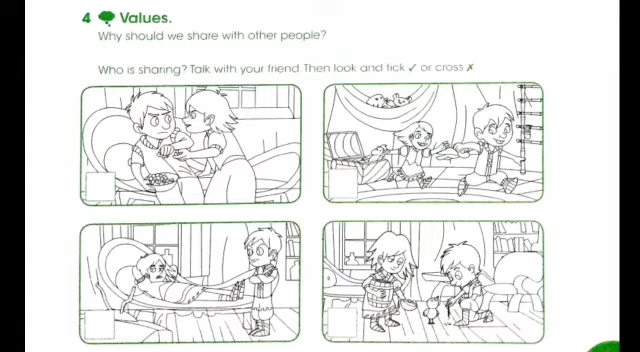 4 Values.
Why should we share with other people?
Who is sharing? Talk with your friend. Then look and tick ✓ or cross ✗